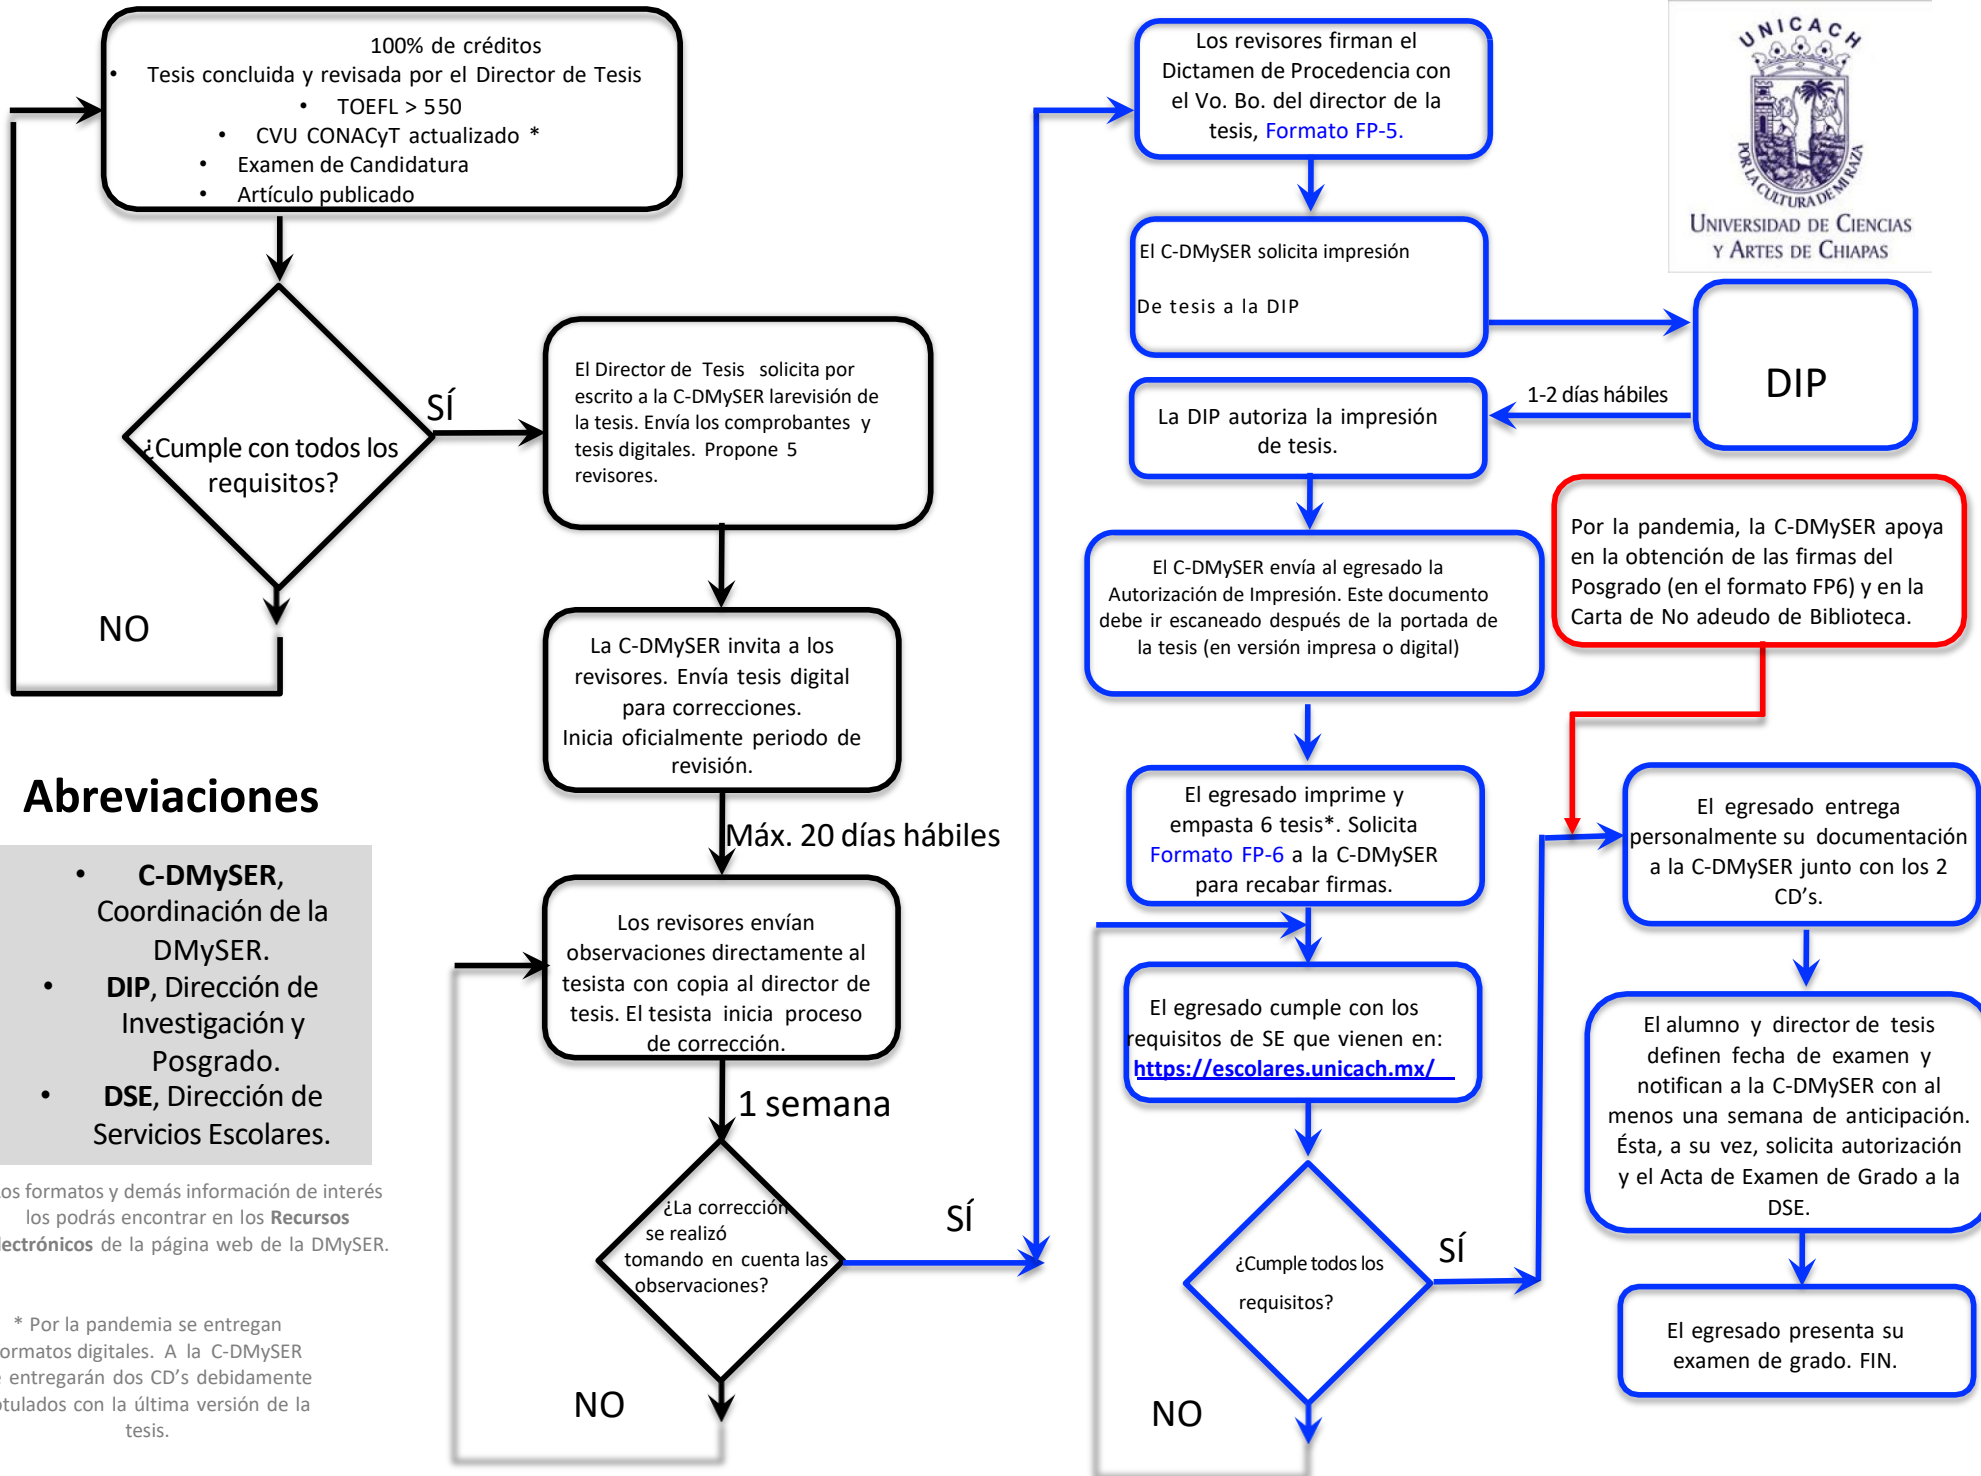 100% de créditos
• Tesis concluida y revisada por el Director de Tesis
• TOEFL > 550
• CVU CONACyT actualizado *
• Examen de Candidatura
• Artículo publicado
¿Cumple con todos los
requisitos?
SÍ
NO
El Director de Tesis solicita por
escrito a la C-DMySER larevisión de
la tesis. Envía los comprobantes y
tesis digitales. Propone 5
revisores.
La C-DMySER invita a los
revisores. Envía tesis digital
para correcciones.
Inicia oficialmente periodo de
revisión.
Máx. 20 días hábiles
Los revisores envían
observaciones directamente al
tesista con copia al director de
tesis. El tesista inicia proceso
de corrección.
1 semana
¿La corrección
se realizó
tomando en cuenta las
observaciones?
SÍ
NO
Abreviaciones
• C-DMySER,
Coordinación de la
DMySER.
• DIP, Dirección de
Investigación y
Posgrado.
• DSE, Dirección de
Servicios Escolares.
os formatos y demás información de interés
los podrás encontrar en los Recursos
lectrónicos de la página web de la DMySER.
* Por la pandemia se entregan
ormatos digitales. A la C-DMySER
entregarán dos CD's debidamente
otulados con la última versión de la
tesis.
Los revisores firman el
Dictamen de Procedencia con
el Vo. Bo. del director de la
tesis, Formato FP-5.
El C-DMySER solicita impresión
De tesis a la DIP
DIP
1-2 días hábiles
La DIP autoriza la impresión
de tesis.
El C-DMySER envía al egresado la
Autorización de Impresión. Este documento
debe ir escaneado después de la portada de
la tesis (en versión impresa o digital)
El egresado imprime y
empasta 6 tesis*. Solicita
Formato FP-6 a la C-DMySER
para recabar firmas.
El egresado cumple con los
requisitos de SE que vienen en:
https://escolares.unicach.mx/
¿Cumple todos los
requisitos?
SÍ
NO
UNICACH
POR LA CULTURA DE MI RAZA
UNIVERSIDAD DE CIENCIAS
Y ARTES DE CHIAPAS
Por la pandemia, la C-DMySER apoya
en la obtención de las firmas del
Posgrado (en el formato FP6) y en la
Carta de No adeudo de Biblioteca.
El egresado entrega
personalmente su documentación
a la C-DMySER junto con los 2
CD's.
El alumno y director de tesis
definen fecha de examen y
notifican a la C-DMySER con al
menos una semana de anticipación.
Ésta, a su vez, solicita autorización
y el Acta de Examen de Grado a la
DSE.
El egresado presenta su
examen de grado. FIN.